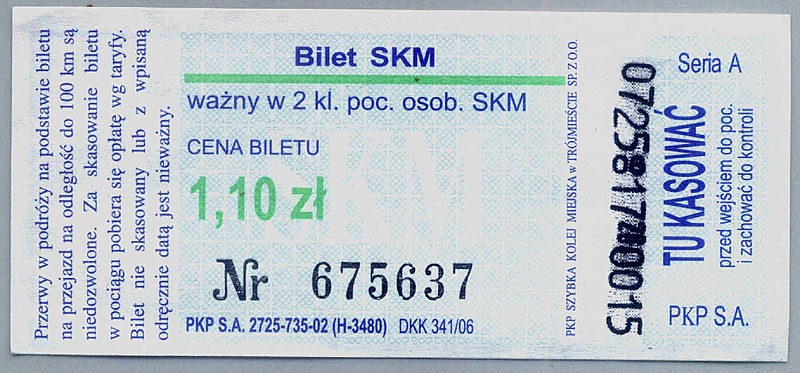 Przerwy w podróży na podstawie biletu
na przejazd na odległość do 100 km są
niedozwolone. Za skasowanie biletu
w pociągu pobiera się opłatę wg taryfy.
Bilet nie skasowany lub z wpisaną
odręcznie datą jest nieważny.
Bilet SKM
ważny w 2 kl. poc. osob. SKM
CENA BILETU
1,10 zł
Nr 675637
PKP S.A. 2725-735-02 (H-3480) DKK 341/06
PKP SZYBKA KOLEJ MIEJSKA w TRÓJMIEŚCIE SP. Z O.O.
Seria A
TU KASOWAĆ
przed wejściem do poc.
i zachować do kontroli
PKP S.A.